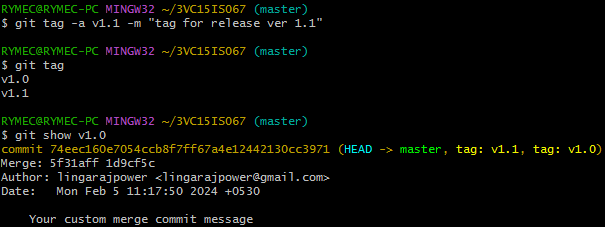 RYMEC@RYMEC-PC MINGW32 ~/3VC15IS067 (master)
$ git tag -a v1.1 -m "tag for release ver 1.1"
RYMEC@RYMEC-PC MINGW32 ~/3VC15IS067 (master)
$ git tag
v1.0
v1.1
RYMEC@RYMEC-PC MINGW32 ~/3VC15IS067 (master)
$ git show v1.0
commit 74eec160e7054ccb8f7ff67a4e12442130cc3971 (HEAD -> master, tag: v1.1, tag: v1.0)
Merge: 5f31aff 1d9cf5c
Author: lingarajpower <lingarajpower@gmail.com>
Date:   Mon Feb 5 11:17:50 2024 +0530
    Your custom merge commit message